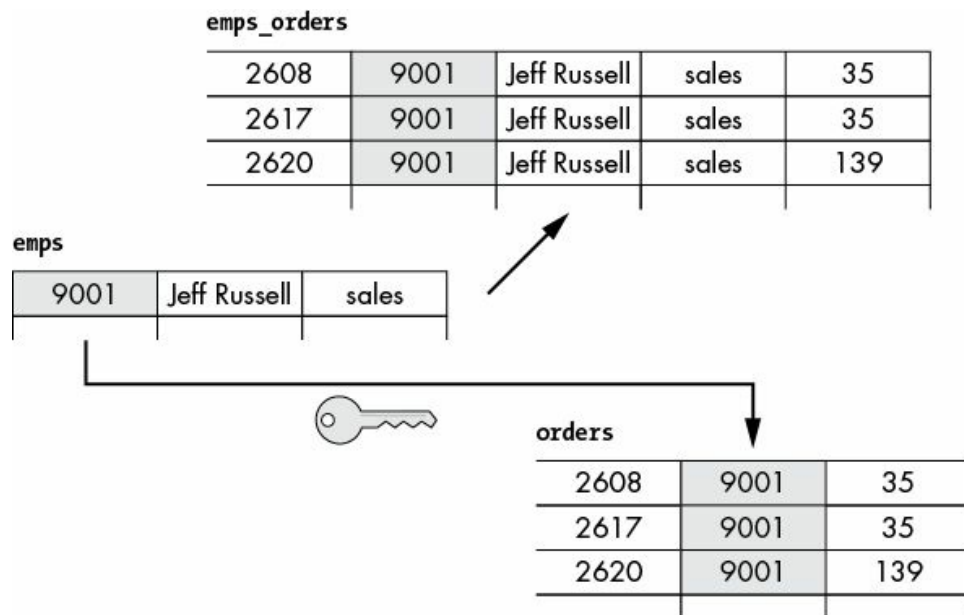 emps_orders
2608 9001 Jeff Russell sales 35
2617 9001 Jeff Russell sales 35
2620 9001 Jeff Russell sales 139
emps
9001 Jeff Russell sales
orders
2608 9001 35
2617 9001 35
2620 9001 139